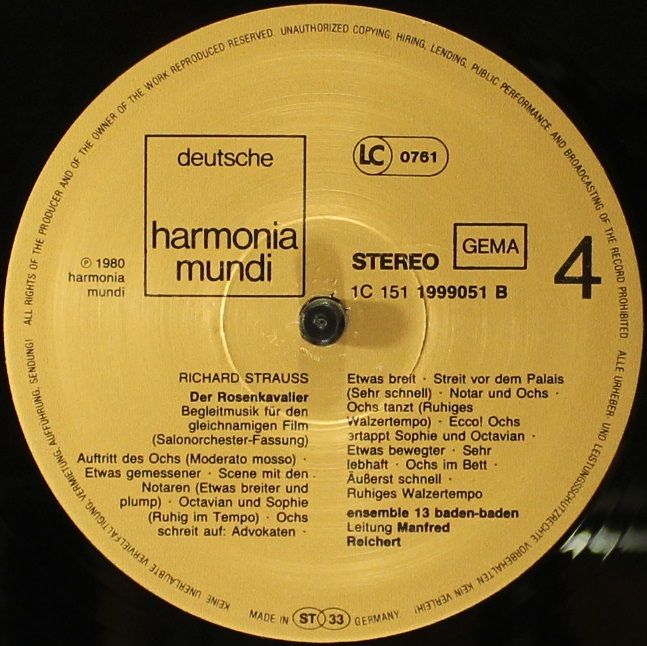 ALL RIGHTS OF THE PRODUCER AND OF THE OWNER OF THE WORK REPRODUCED RESERVED. UNAUTHORIZED COPYING, HIRING, LENDING, PUBLIC PERFORMANCE AND BROADCASTING OF THE RECORD PROHIBITED.
ALLE URHEBER- UND LEISTUNGSSCHUTZRECHTE VORBEHALTEN. KEIN VERLEIH!
KEINE UNERLAUBTE VERVIELFÄLTIGUNG, VERMIETUNG, AUFFÜHRUNG, SENDUNG!
deutsche
harmonia
mundi
LC 0761
GEMA
STEREO
1C 151 1999051 B
4
℗ 1980
harmonia
mundi
RICHARD STRAUSS
Der Rosenkavalier
Begleitmusik für den
gleichnamigen Film
(Salonorchester-Fassung)
Auftritt des Ochs (Moderato mosso) ·
Etwas gemessener · Scene mit den
Notaren (Etwas breiter und
plump) · Octavian und Sophie
(Ruhig im Tempo) · Ochs
schreit auf: Advokaten ·
Etwas breit · Streit vor dem Palais
(Sehr schnell) · Notar und Ochs ·
Ochs tanzt (Ruhiges
Walzertempo) · Ecco! Ochs
ertappt Sophie und Octavian ·
Etwas bewegter · Sehr
lebhaft · Ochs im Bett ·
Äußerst schnell ·
Ruhiges Walzertempo
ensemble 13 baden-baden
Leitung Manfred
Reichert
MADE IN ST 33 GERMANY